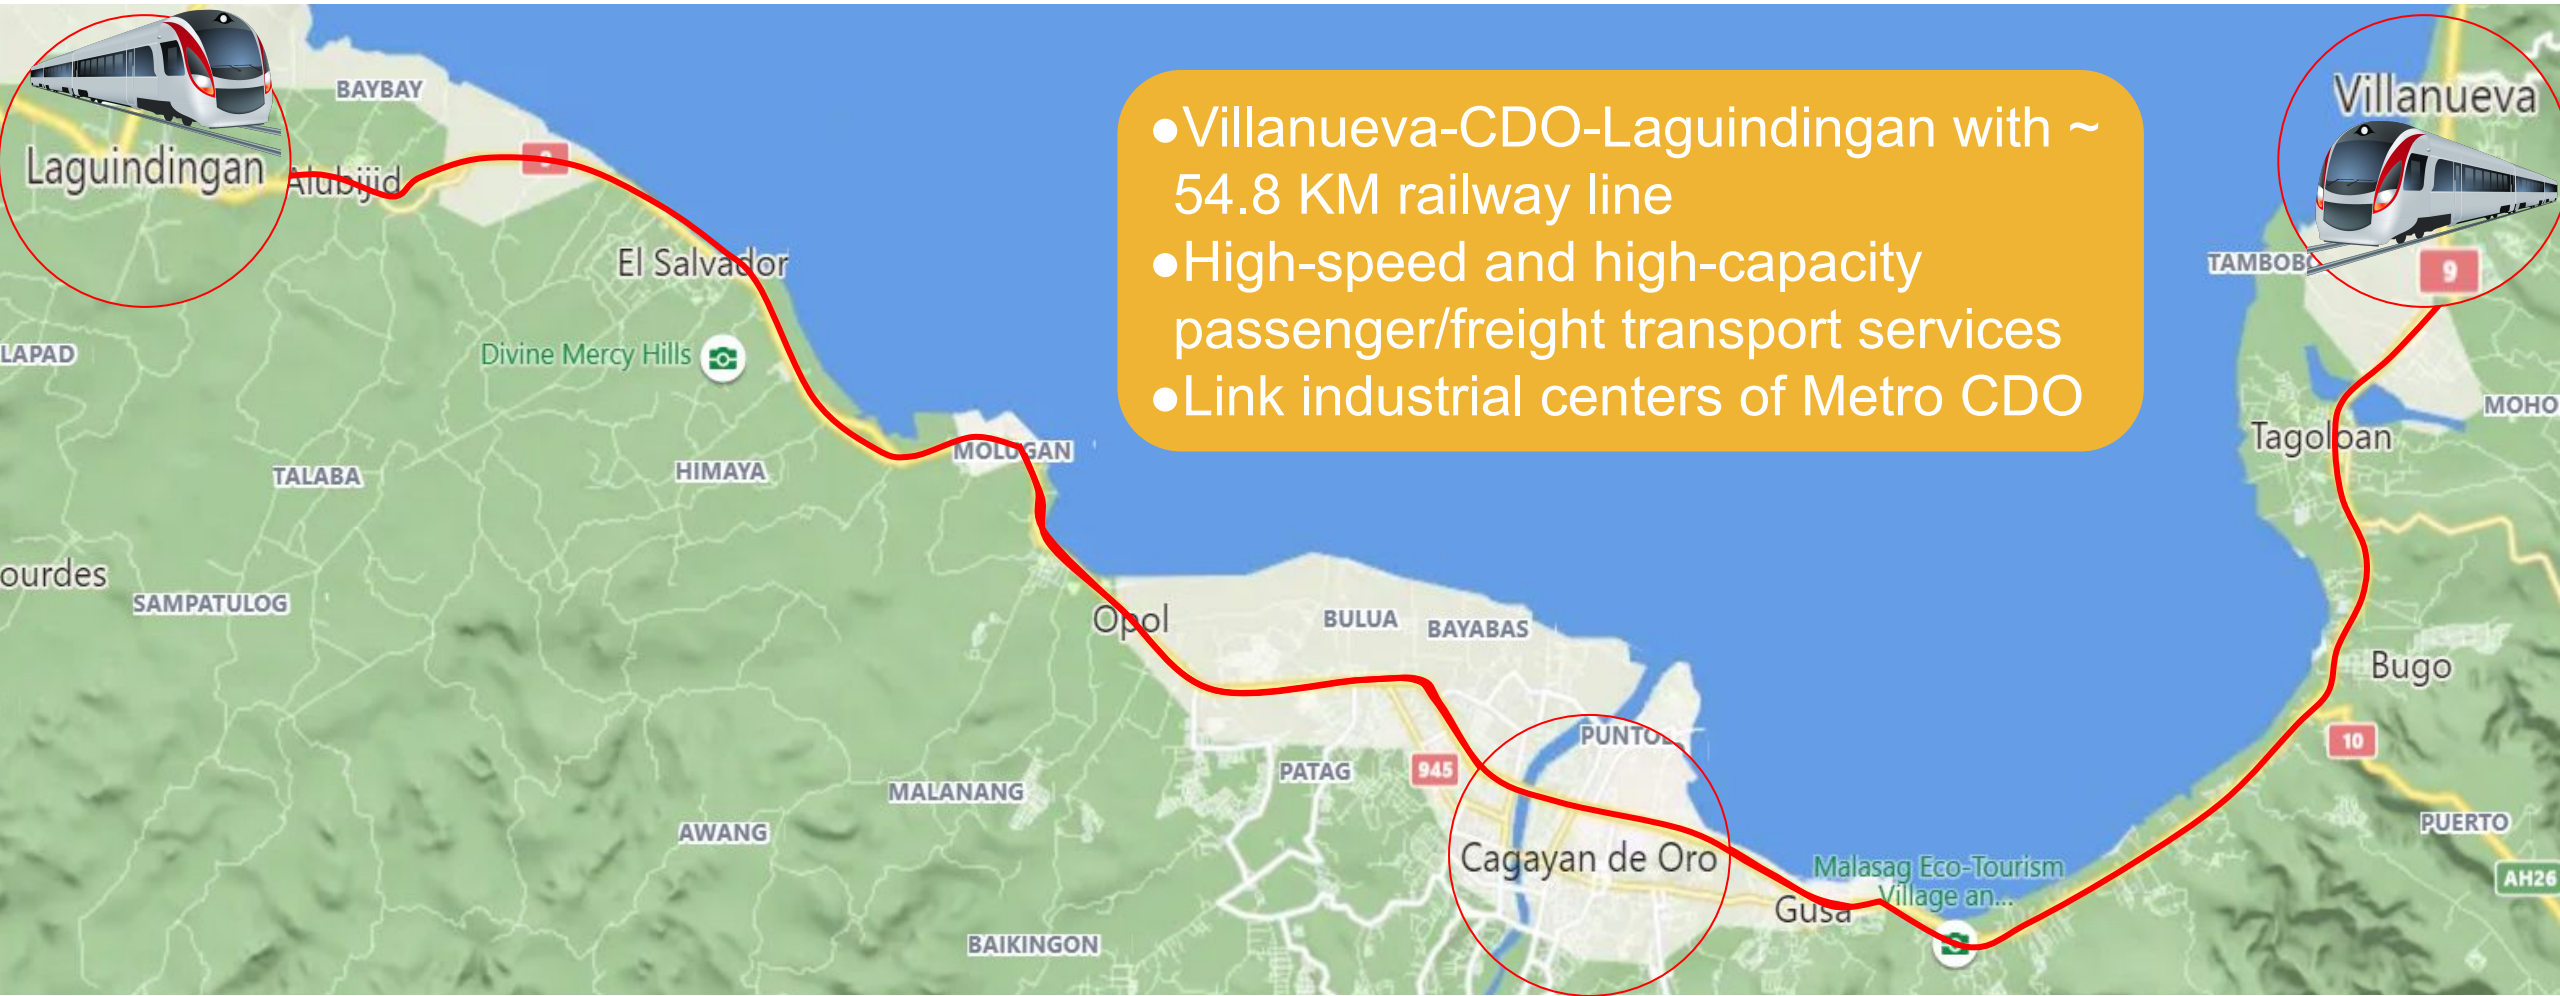 BAYBAY
Villanueva
●Villanueva-CDO-Laguindingan with ~
54.8 KM railway line
●High-speed and high-capacity
passenger/freight transport services
●Link industrial centers of Metro CDO
Laguindingan
Alubijid
9
El Salvador
9
LAPAD
Divine Mercy Hills
Tagoloan
MOLUGAN
TALABA
HIMAYA
ourdes
SAMPATULOG
Opol
BULUA
BAYABAS
Bugo
PATAG
945
10
MALANANG
AWANG
PUERTO
Cagayan de Oro
Malasag Eco-Tourism
Village an...
AH26
Gusa
BAIKINGON